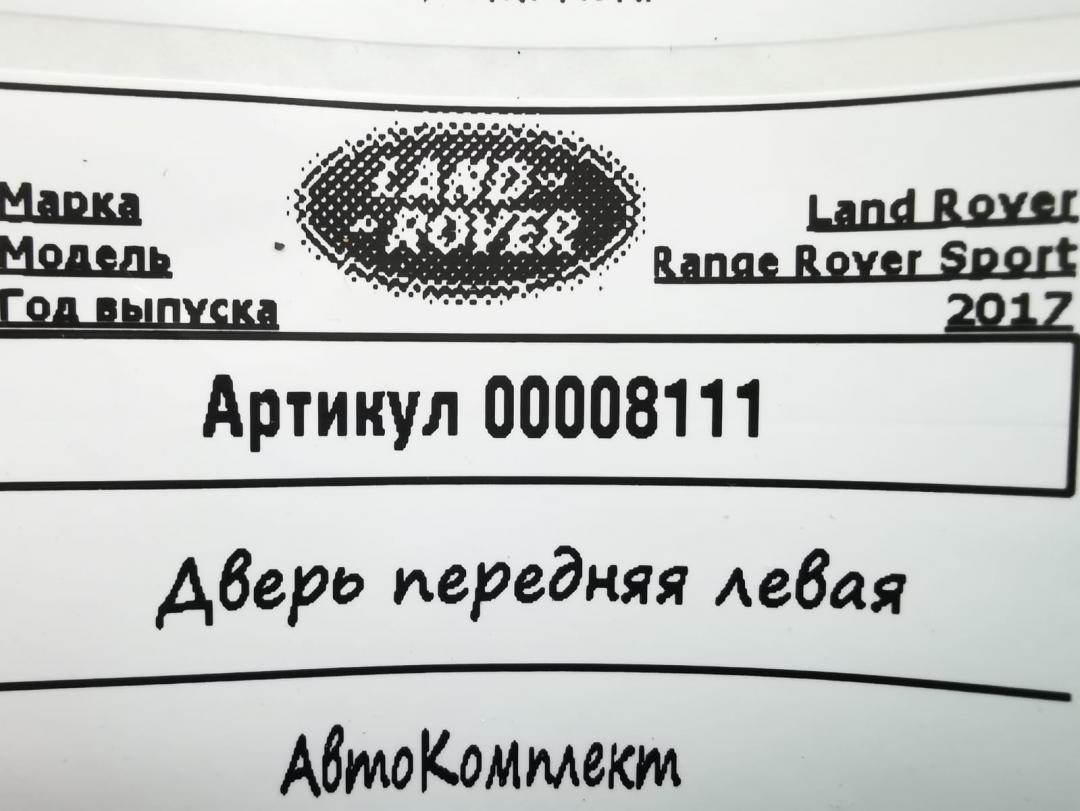 LAND-
-ROVER
Марка Land Rover
Модель Range Rover Sport
Год выпуска 2017
Артикул 00008111
Дверь передняя левая
АвтоКомплект